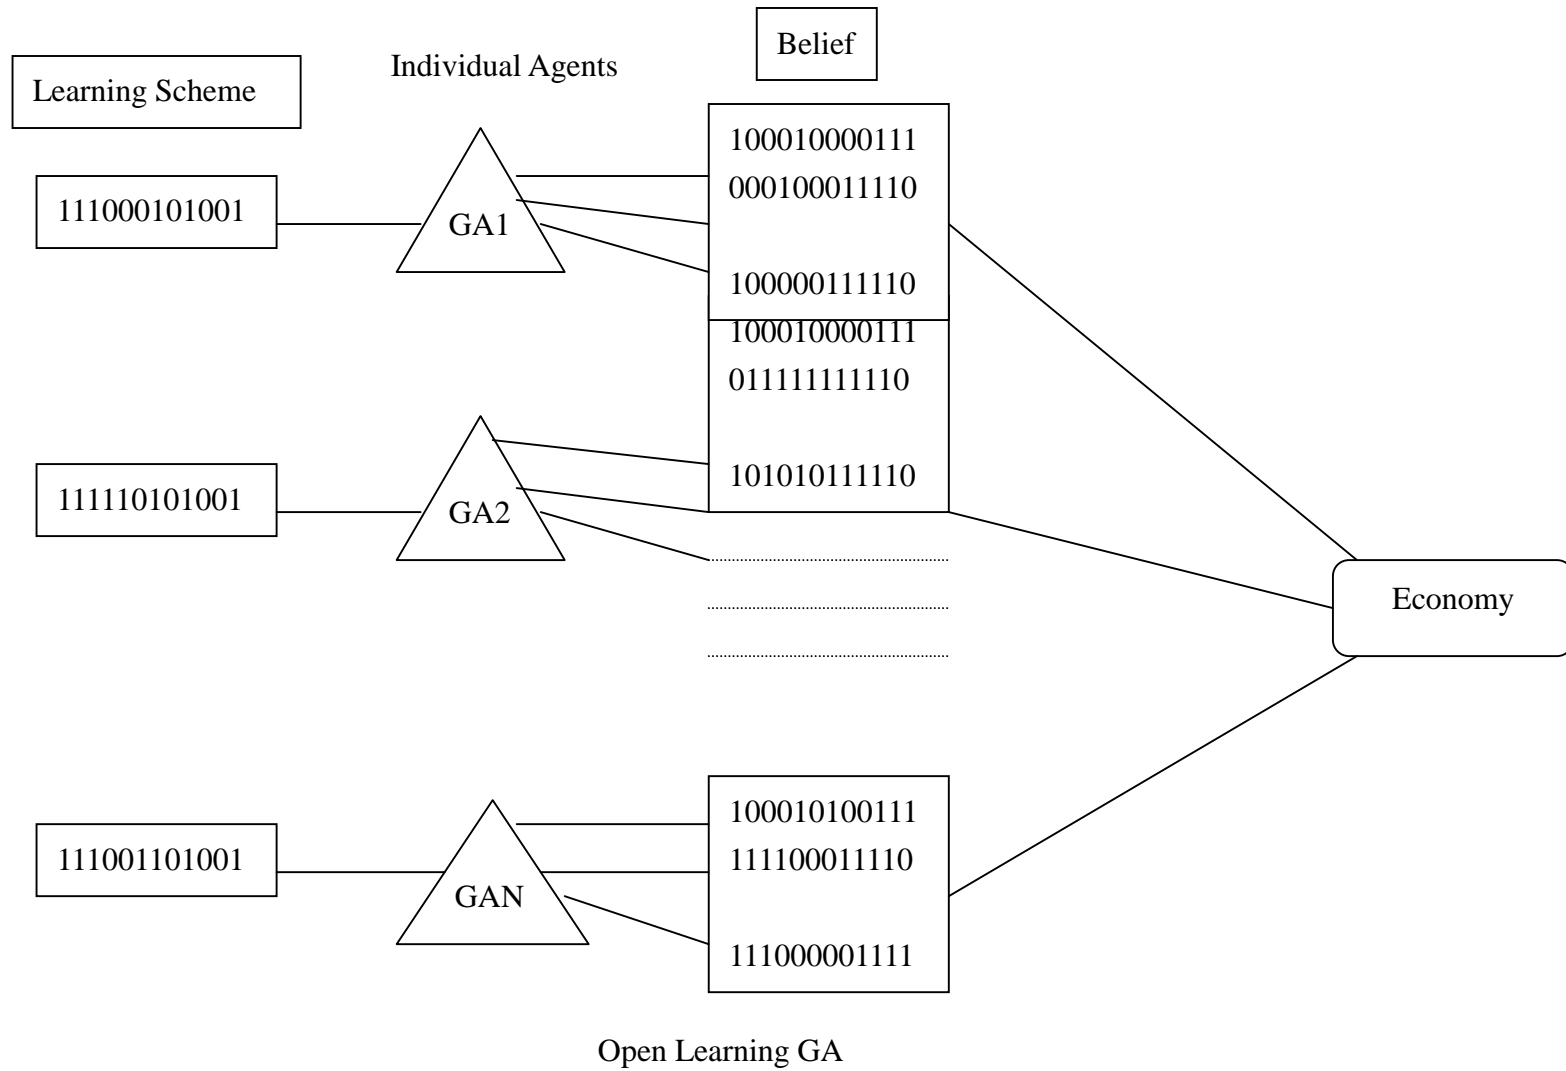 Belief
Individual Agents
Learning Scheme
100010000111
000100011110
111000101001
GA1
100000111110
100010000111
011111111110
101010111110
111110101001
GA2
Economy
100010100111
111001101001
111100011110
GAN
111000001111
Open Learning GA